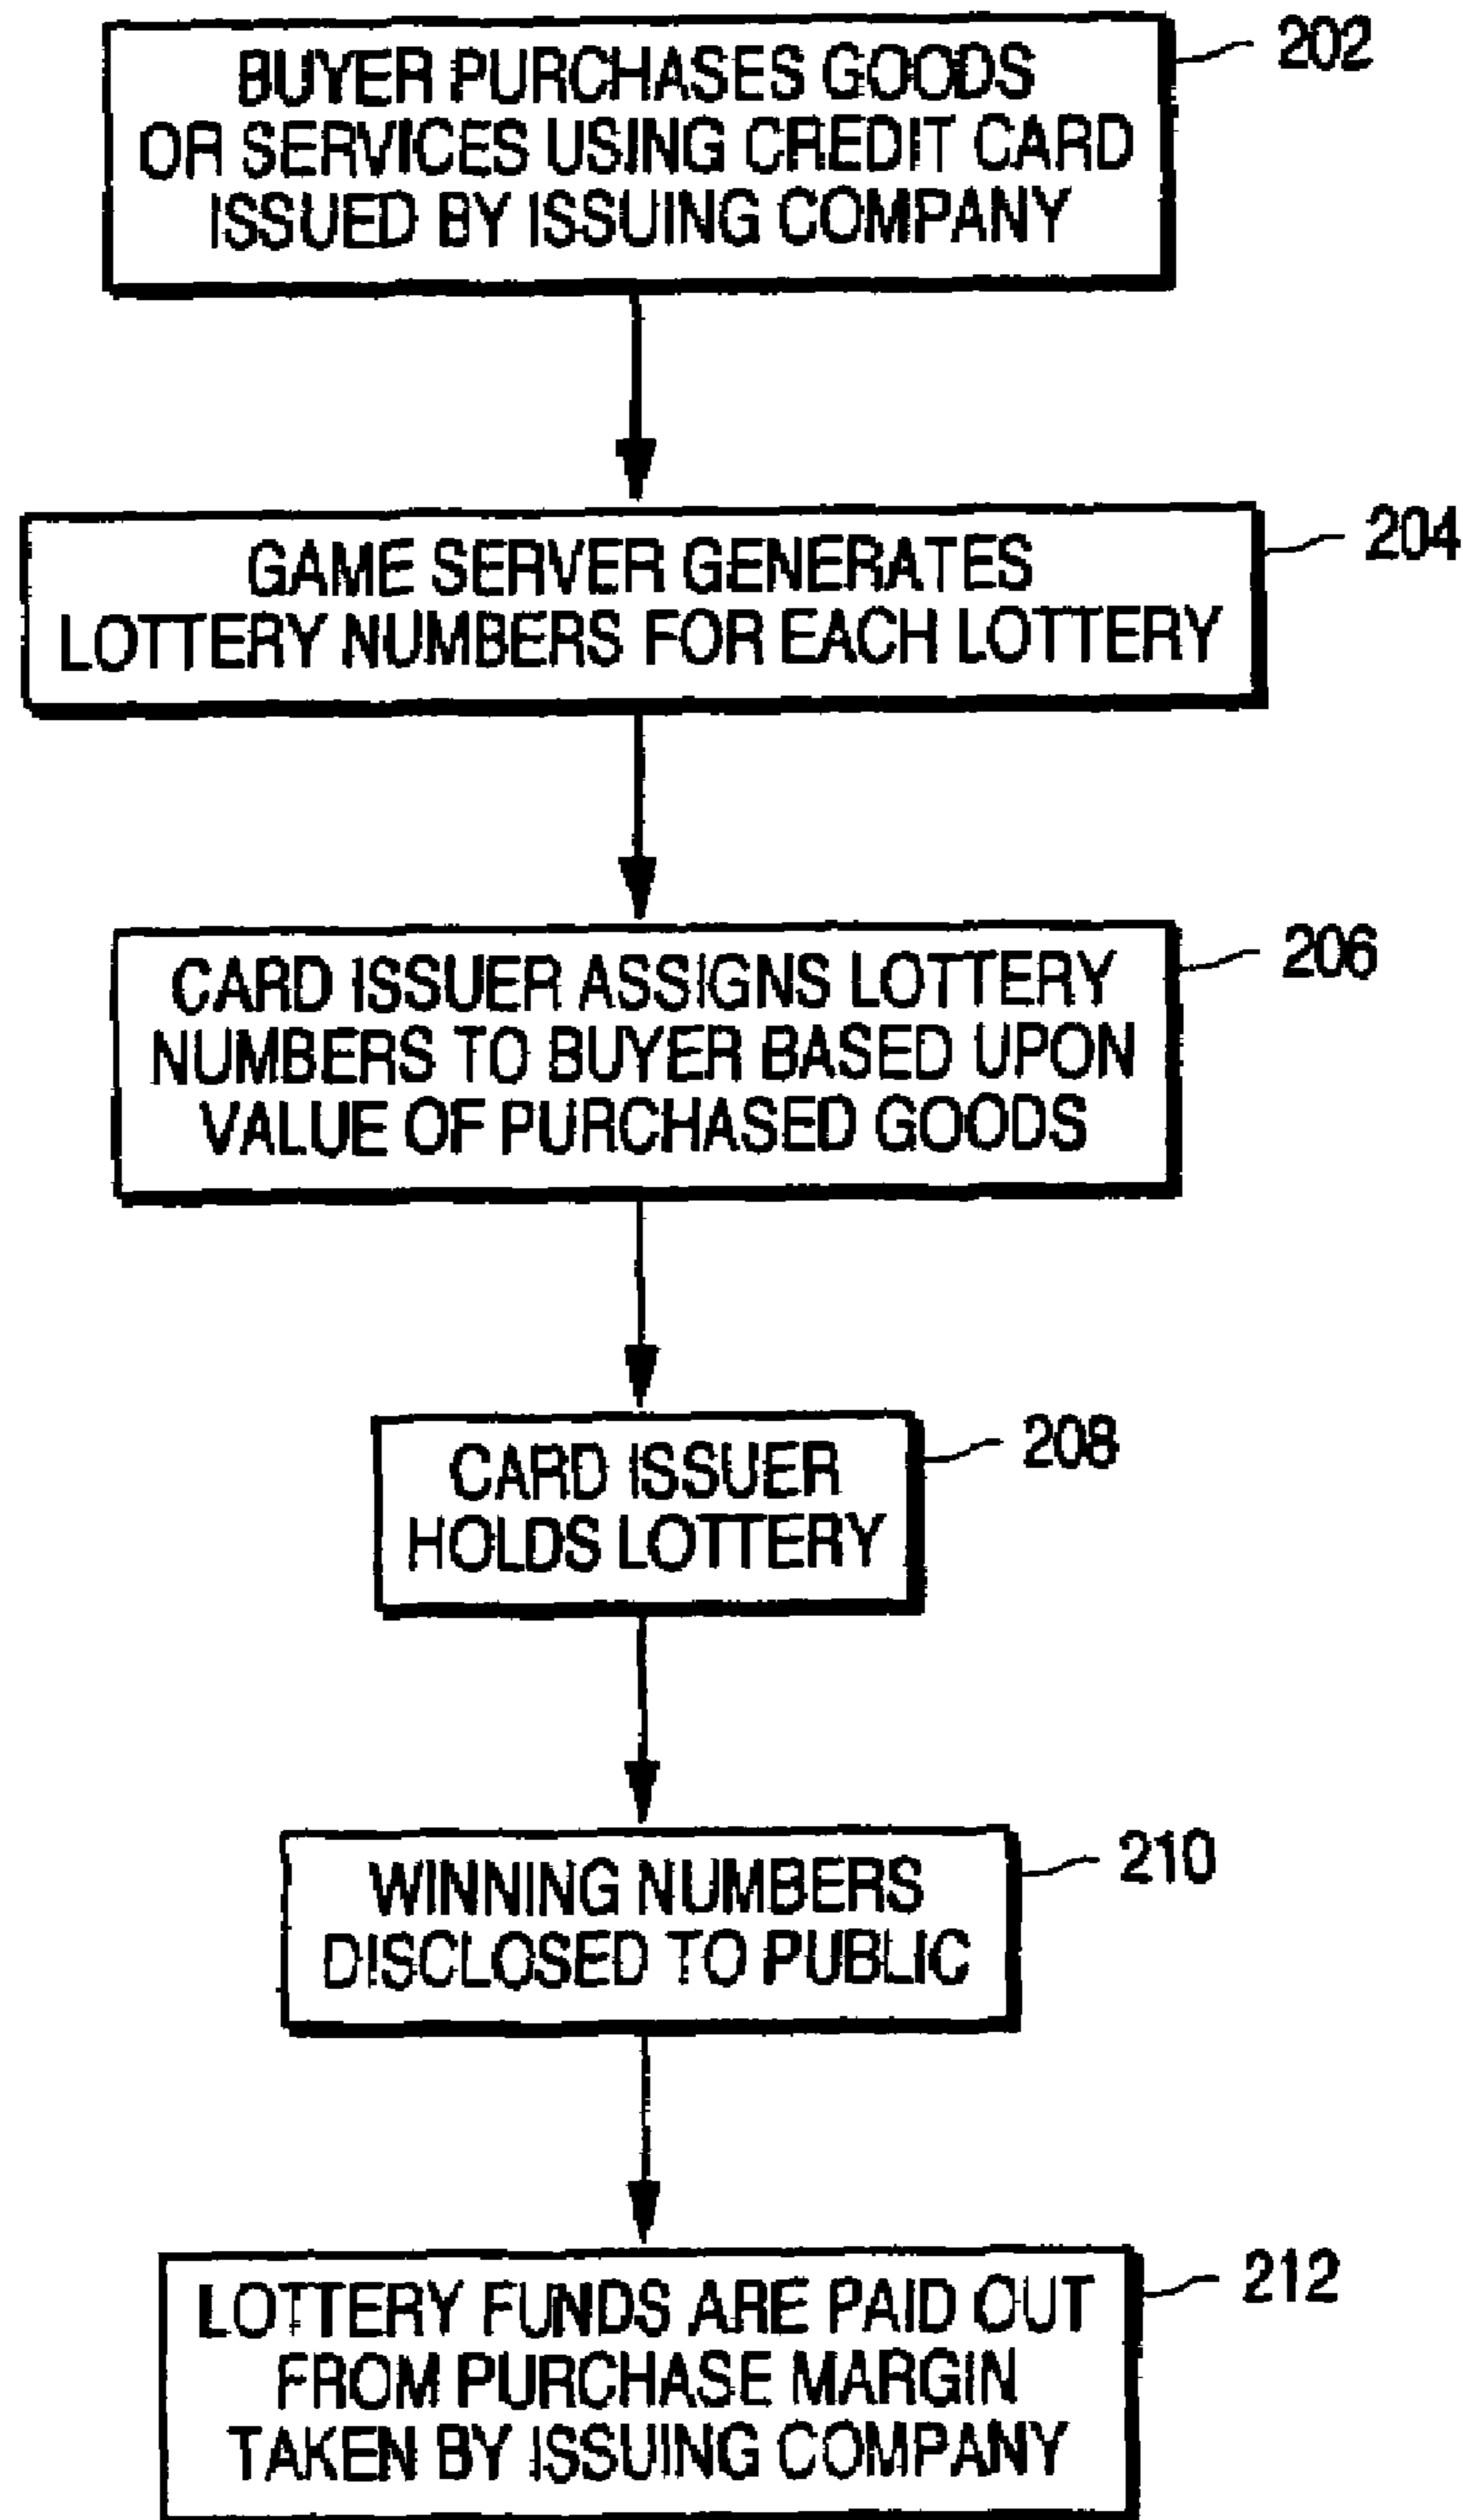 BUYER PURCHASES GOODS
OR SERVICES USING CREDIT CARD
ISSUED BY ISSUING COMPANY
202
GAME SERVER GENERATES
LOTTERY NUMBERS FOR EACH LOTTERY
204
CARD ISSUER ASSIGNS LOTTERY
NUMBERS TO BUYER BASED UPON
VALUE OF PURCHASED GOODS
206
CARD ISSUER
HOLDS LOTTERY
208
WINNING NUMBERS
DISCLOSED TO PUBLIC
210
LOTTERY FUNDS ARE PAID OUT
FROM PURCHASE MARGIN
TAKEN BY ISSUING COMPANY
212